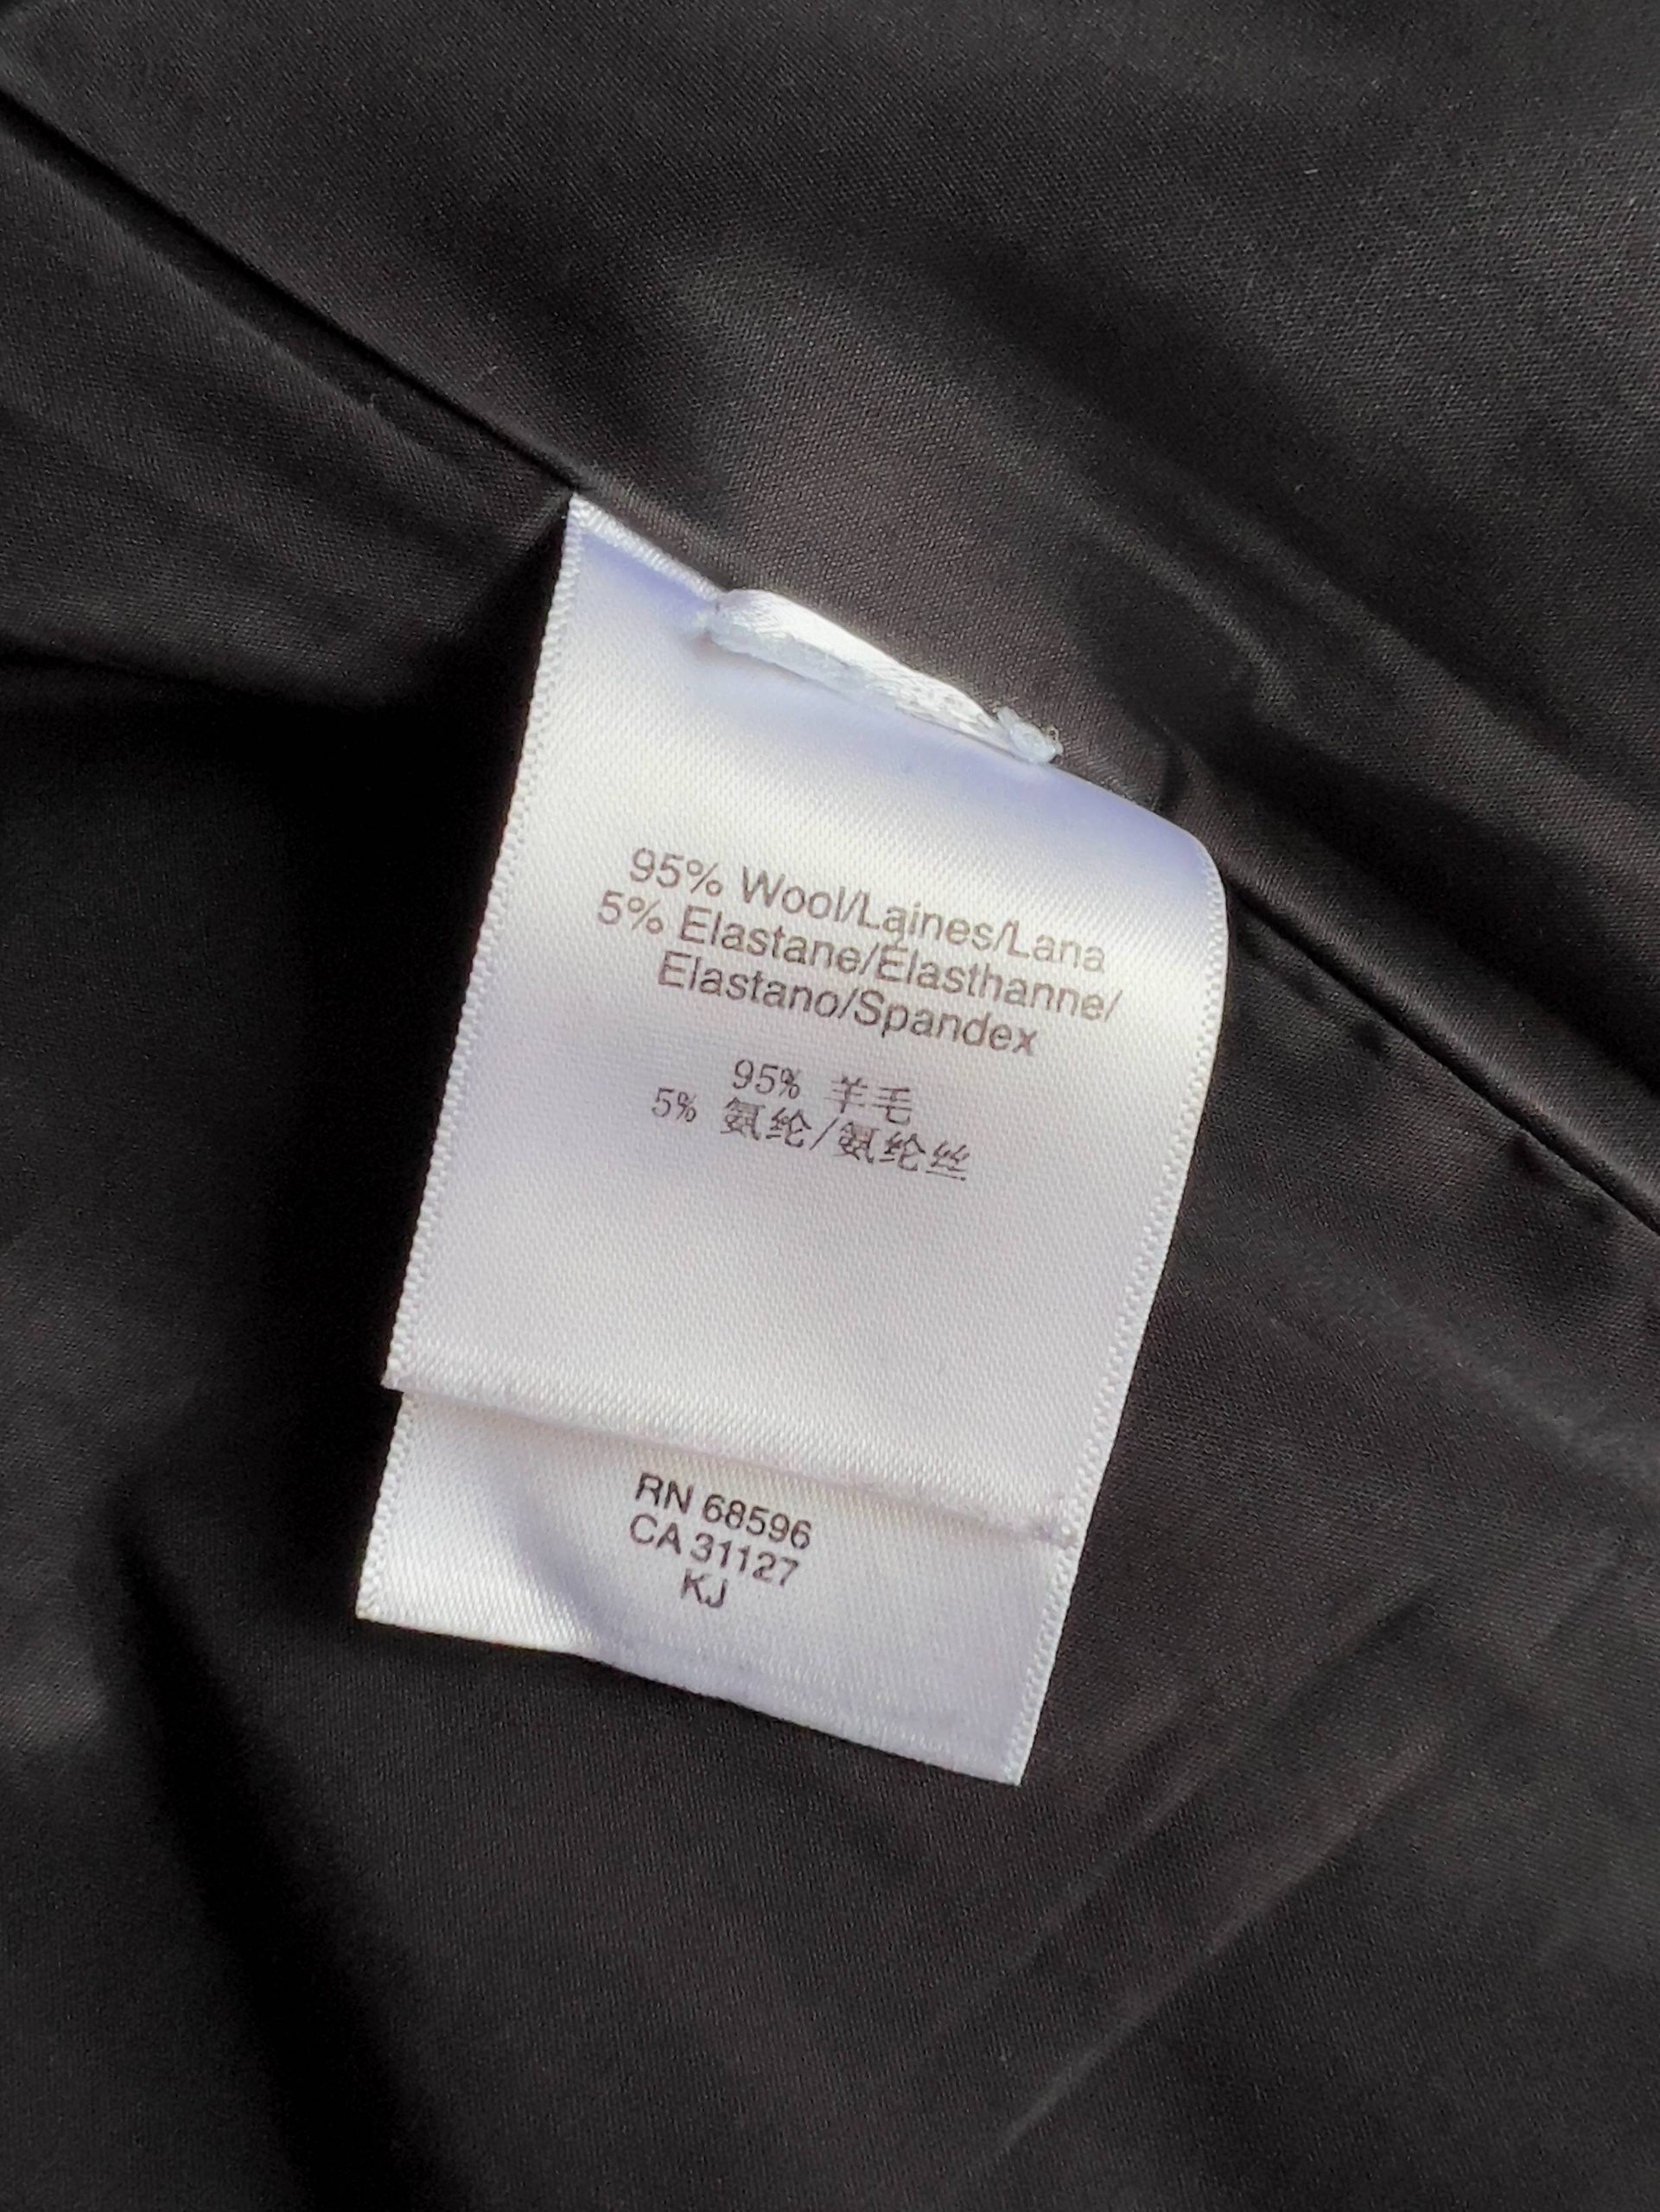 95% Wool/Laines/Lana
5% Elastane/Élasthanne/
Elastano/Spandex
95% 羊毛
5% 氨纶/氨纶丝
RN 68596
CA 31127
KJ